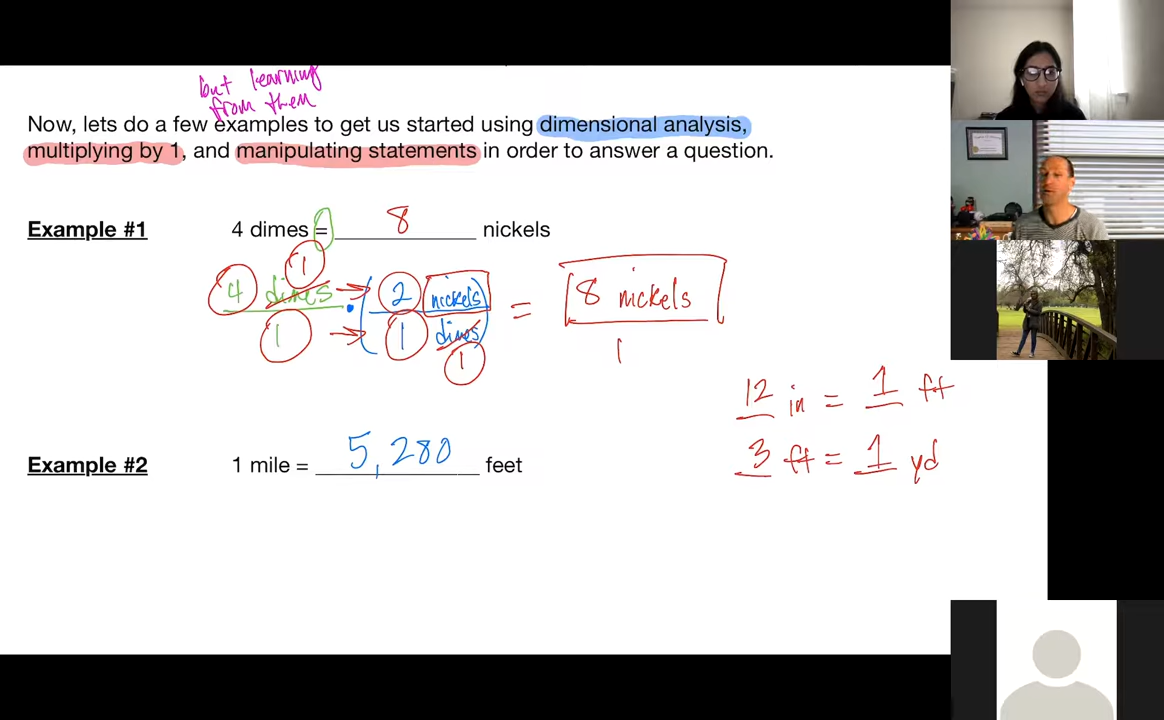 but learning
from them
Now, lets do a few examples to get us started using dimensional analysis,
multiplying by 1, and manipulating statements in order to answer a question.
Example #1 4 dimes = 8 nickels
1
4 dimes 2 nickels = 8 nickels
1 · 1 dimes 1
1
12 in = 1 ft
3 ft = 1 yd
Example #2 1 mile = 5,280 feet